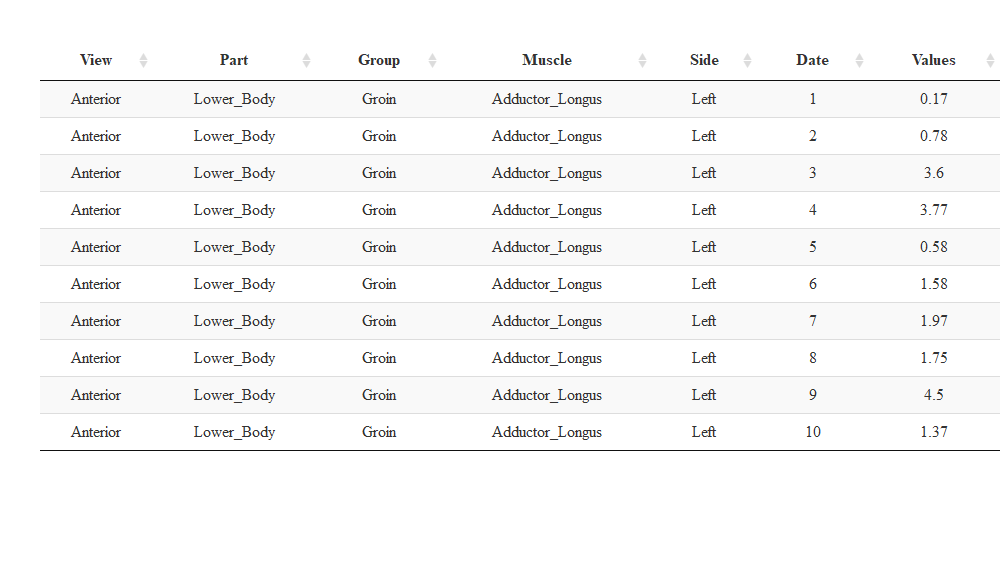 View Part Group Muscle Side Date Values
Anterior Lower_Body Groin Adductor_Longus Left 1 0.17
Anterior Lower_Body Groin Adductor_Longus Left 2 0.78
Anterior Lower_Body Groin Adductor_Longus Left 3 3.6
Anterior Lower_Body Groin Adductor_Longus Left 4 3.77
Anterior Lower_Body Groin Adductor_Longus Left 5 0.58
Anterior Lower_Body Groin Adductor_Longus Left 6 1.58
Anterior Lower_Body Groin Adductor_Longus Left 7 1.97
Anterior Lower_Body Groin Adductor_Longus Left 8 1.75
Anterior Lower_Body Groin Adductor_Longus Left 9 4.5
Anterior Lower_Body Groin Adductor_Longus Left 10 1.37